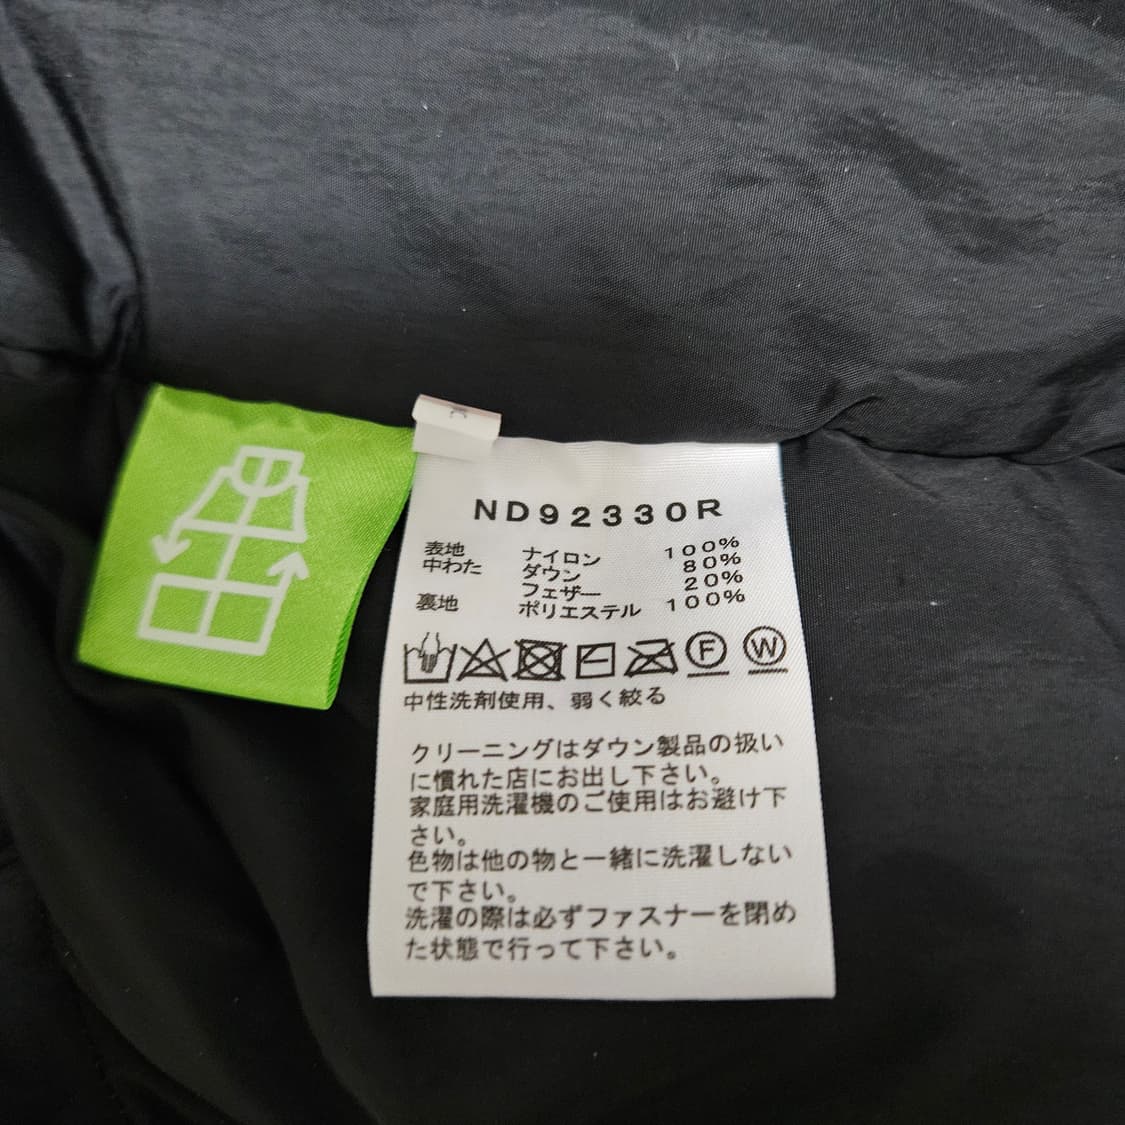 ND92330R
表地 ナイロン 100%
中わた ダウン 80%
フェザー 20%
裏地 ポリエステル 100%
F W
中性洗剤使用、弱く絞る
クリーニングはダウン製品の扱い
に慣れた店にお出し下さい。
家庭用洗濯機のご使用はお避け下
さい。
色物は他の物と一緒に洗濯しない
で下さい。
洗濯の際は必ずファスナーを閉め
た状態で行って下さい。